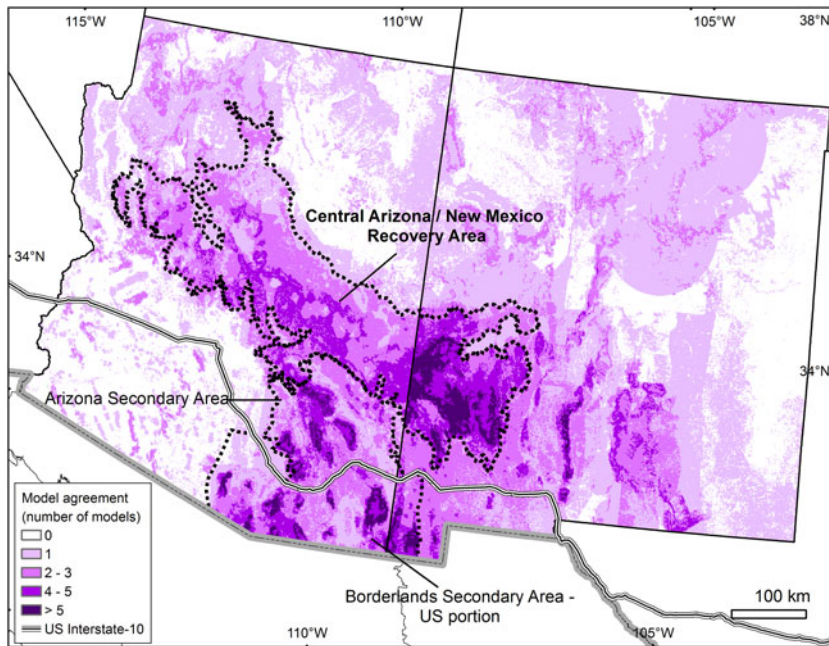 115°W
110°W
105°W
38°N
Central Arizona / New Mexico
Recovery Area
34°N
34°N
Arizona Secondary Area
Model agreement
(number of models)
0
1
2 - 3
4 - 5
> 5
US Interstate-10
Borderlands Secondary Area -
US portion
100 km
110°W
105°W